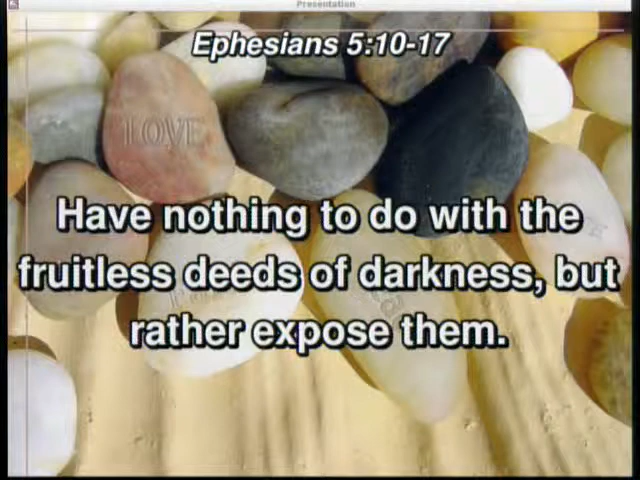 Presentation
Ephesians 5:10-17
LOVE
Have nothing to do with the
fruitless deeds of darkness, but
rather expose them.